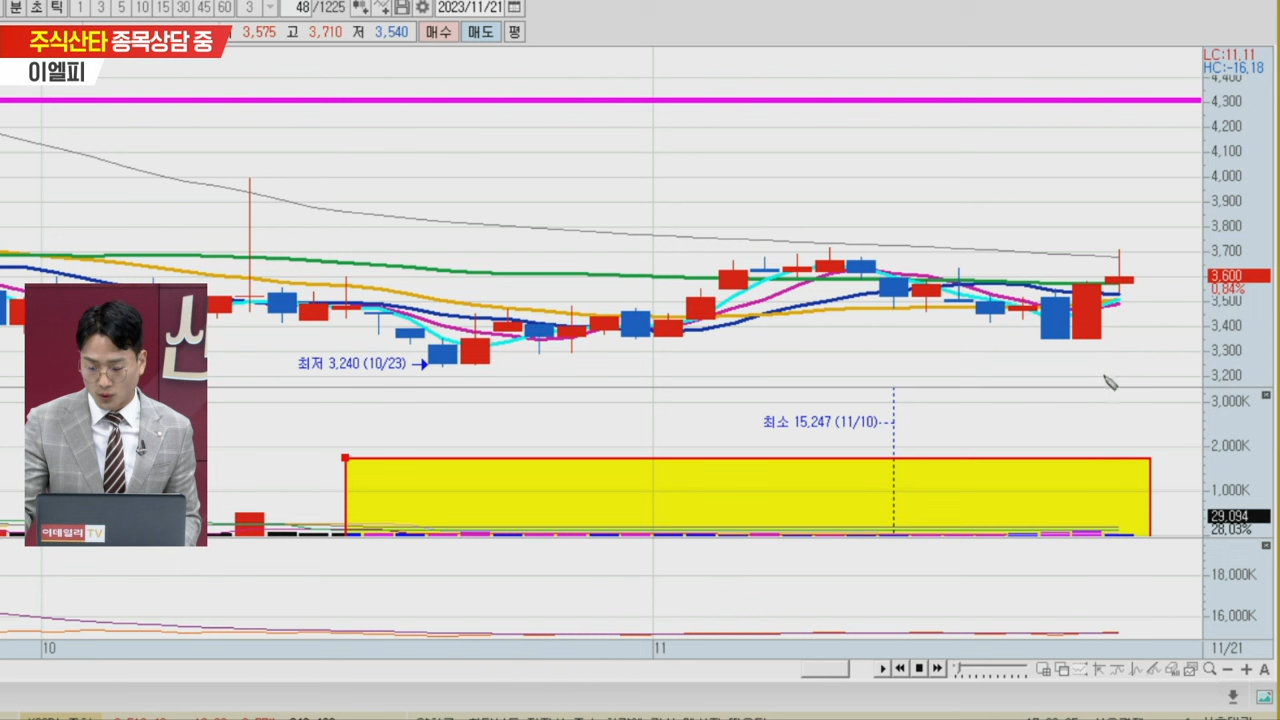 분 초 틱 1 3 5 10 15 30 45 60 3 48 /1225 2023/11/21
주식산타 종목상담 중
3,575 고 3,710 저 3,540 매수 매도 평
이엘피
LC:11.11
HC:-16.18
4,400
4,300
4,200
4,100
4,000
3,900
3,800
3,700
3,600
0.84%
3,500
3,400
3,300
3,200
최저 3,240 (10/23)
최소 15,247 (11/10)
3,000K
2,000K
1,000K
29,094
28.03%
이데일리 TV
18,000K
16,000K
10 11 11/21
A